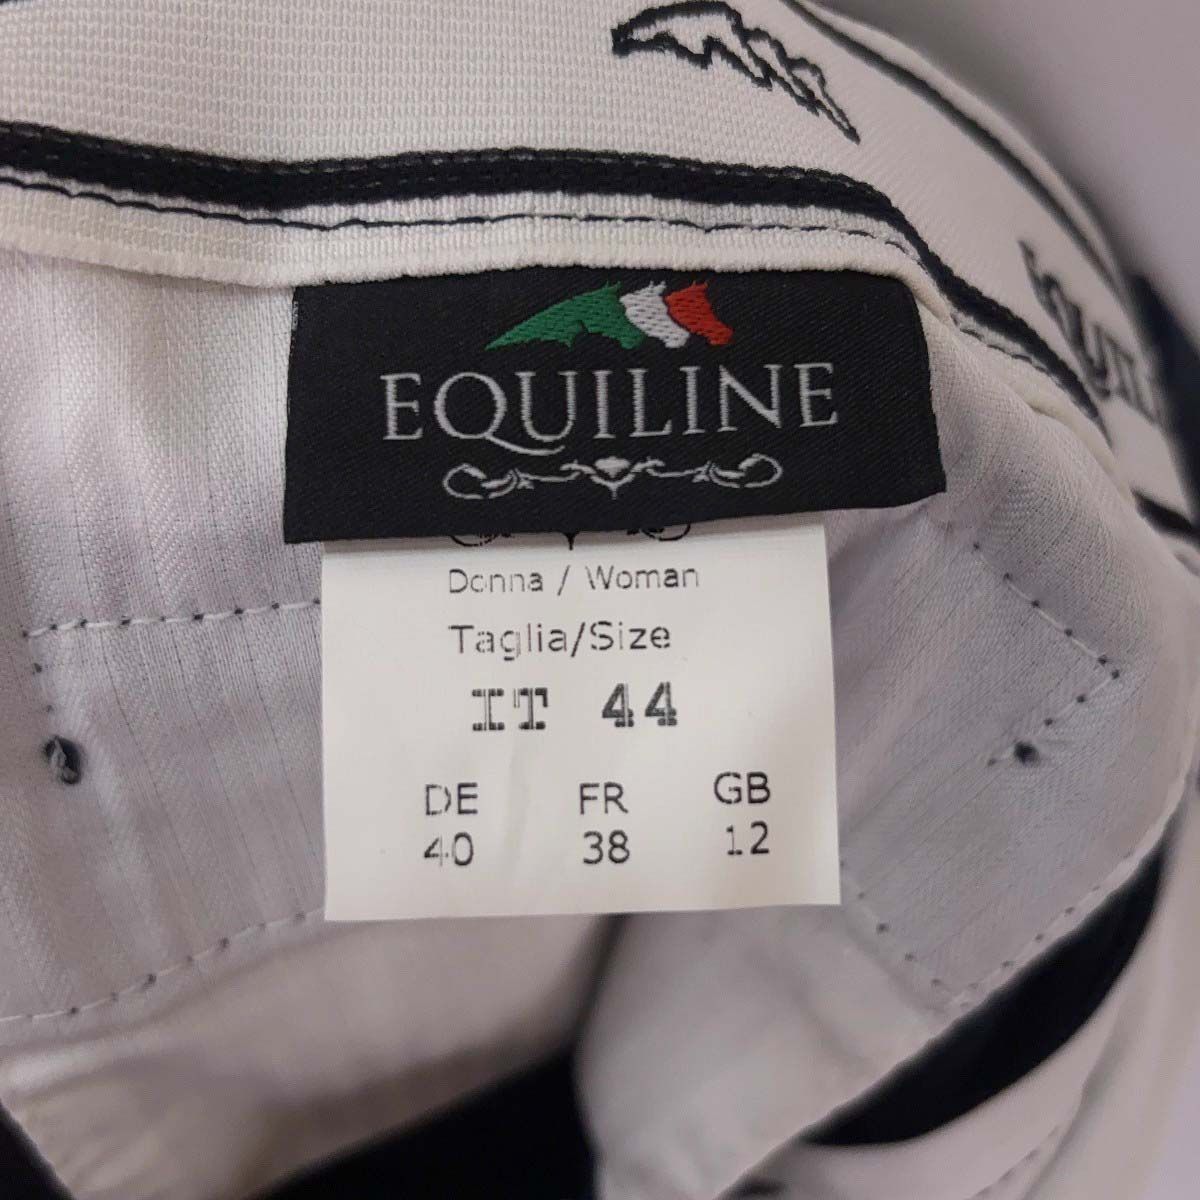 EQUILINE
Donna / Woman
Taglia/Size
IT 44
DE FR GB
40 38 12